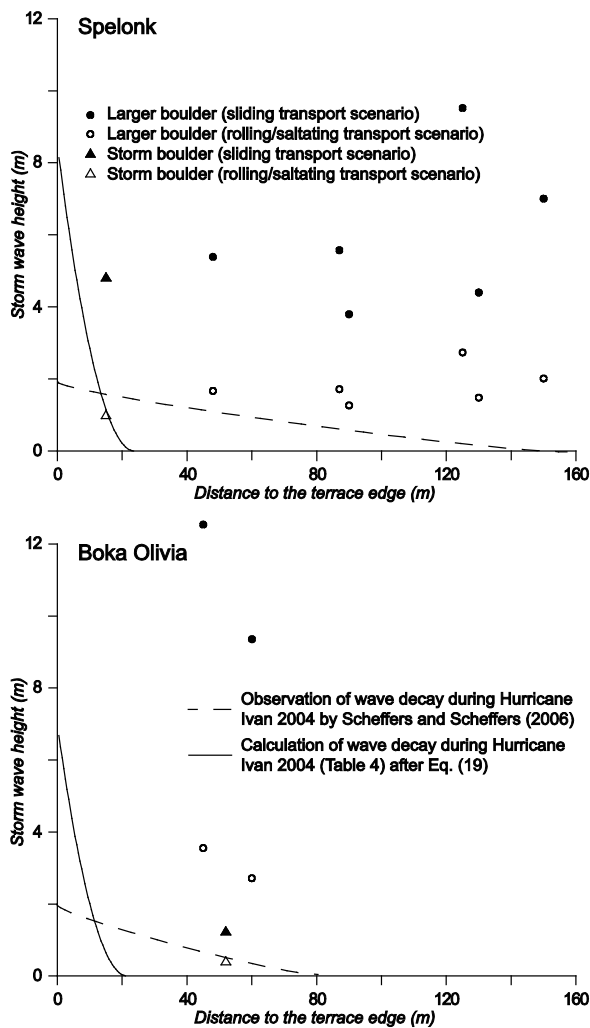 Spelonk
12
8
4
0
Storm wave height (m)
Larger boulder (sliding transport scenario)
Larger boulder (rolling/saltating transport scenario)
Storm boulder (sliding transport scenario)
Storm boulder (rolling/saltating transport scenario)
0 40 80 120 160
Distance to the terrace edge (m)
Boka Olivia
12
8
4
0
Storm wave height (m)
Observation of wave decay during Hurricane
Ivan 2004 by Scheffers and Scheffers (2006)
Calculation of wave decay during Hurricane
Ivan 2004 (Table 4) after Eq. (19)
0 40 80 120 160
Distance to the terrace edge (m)